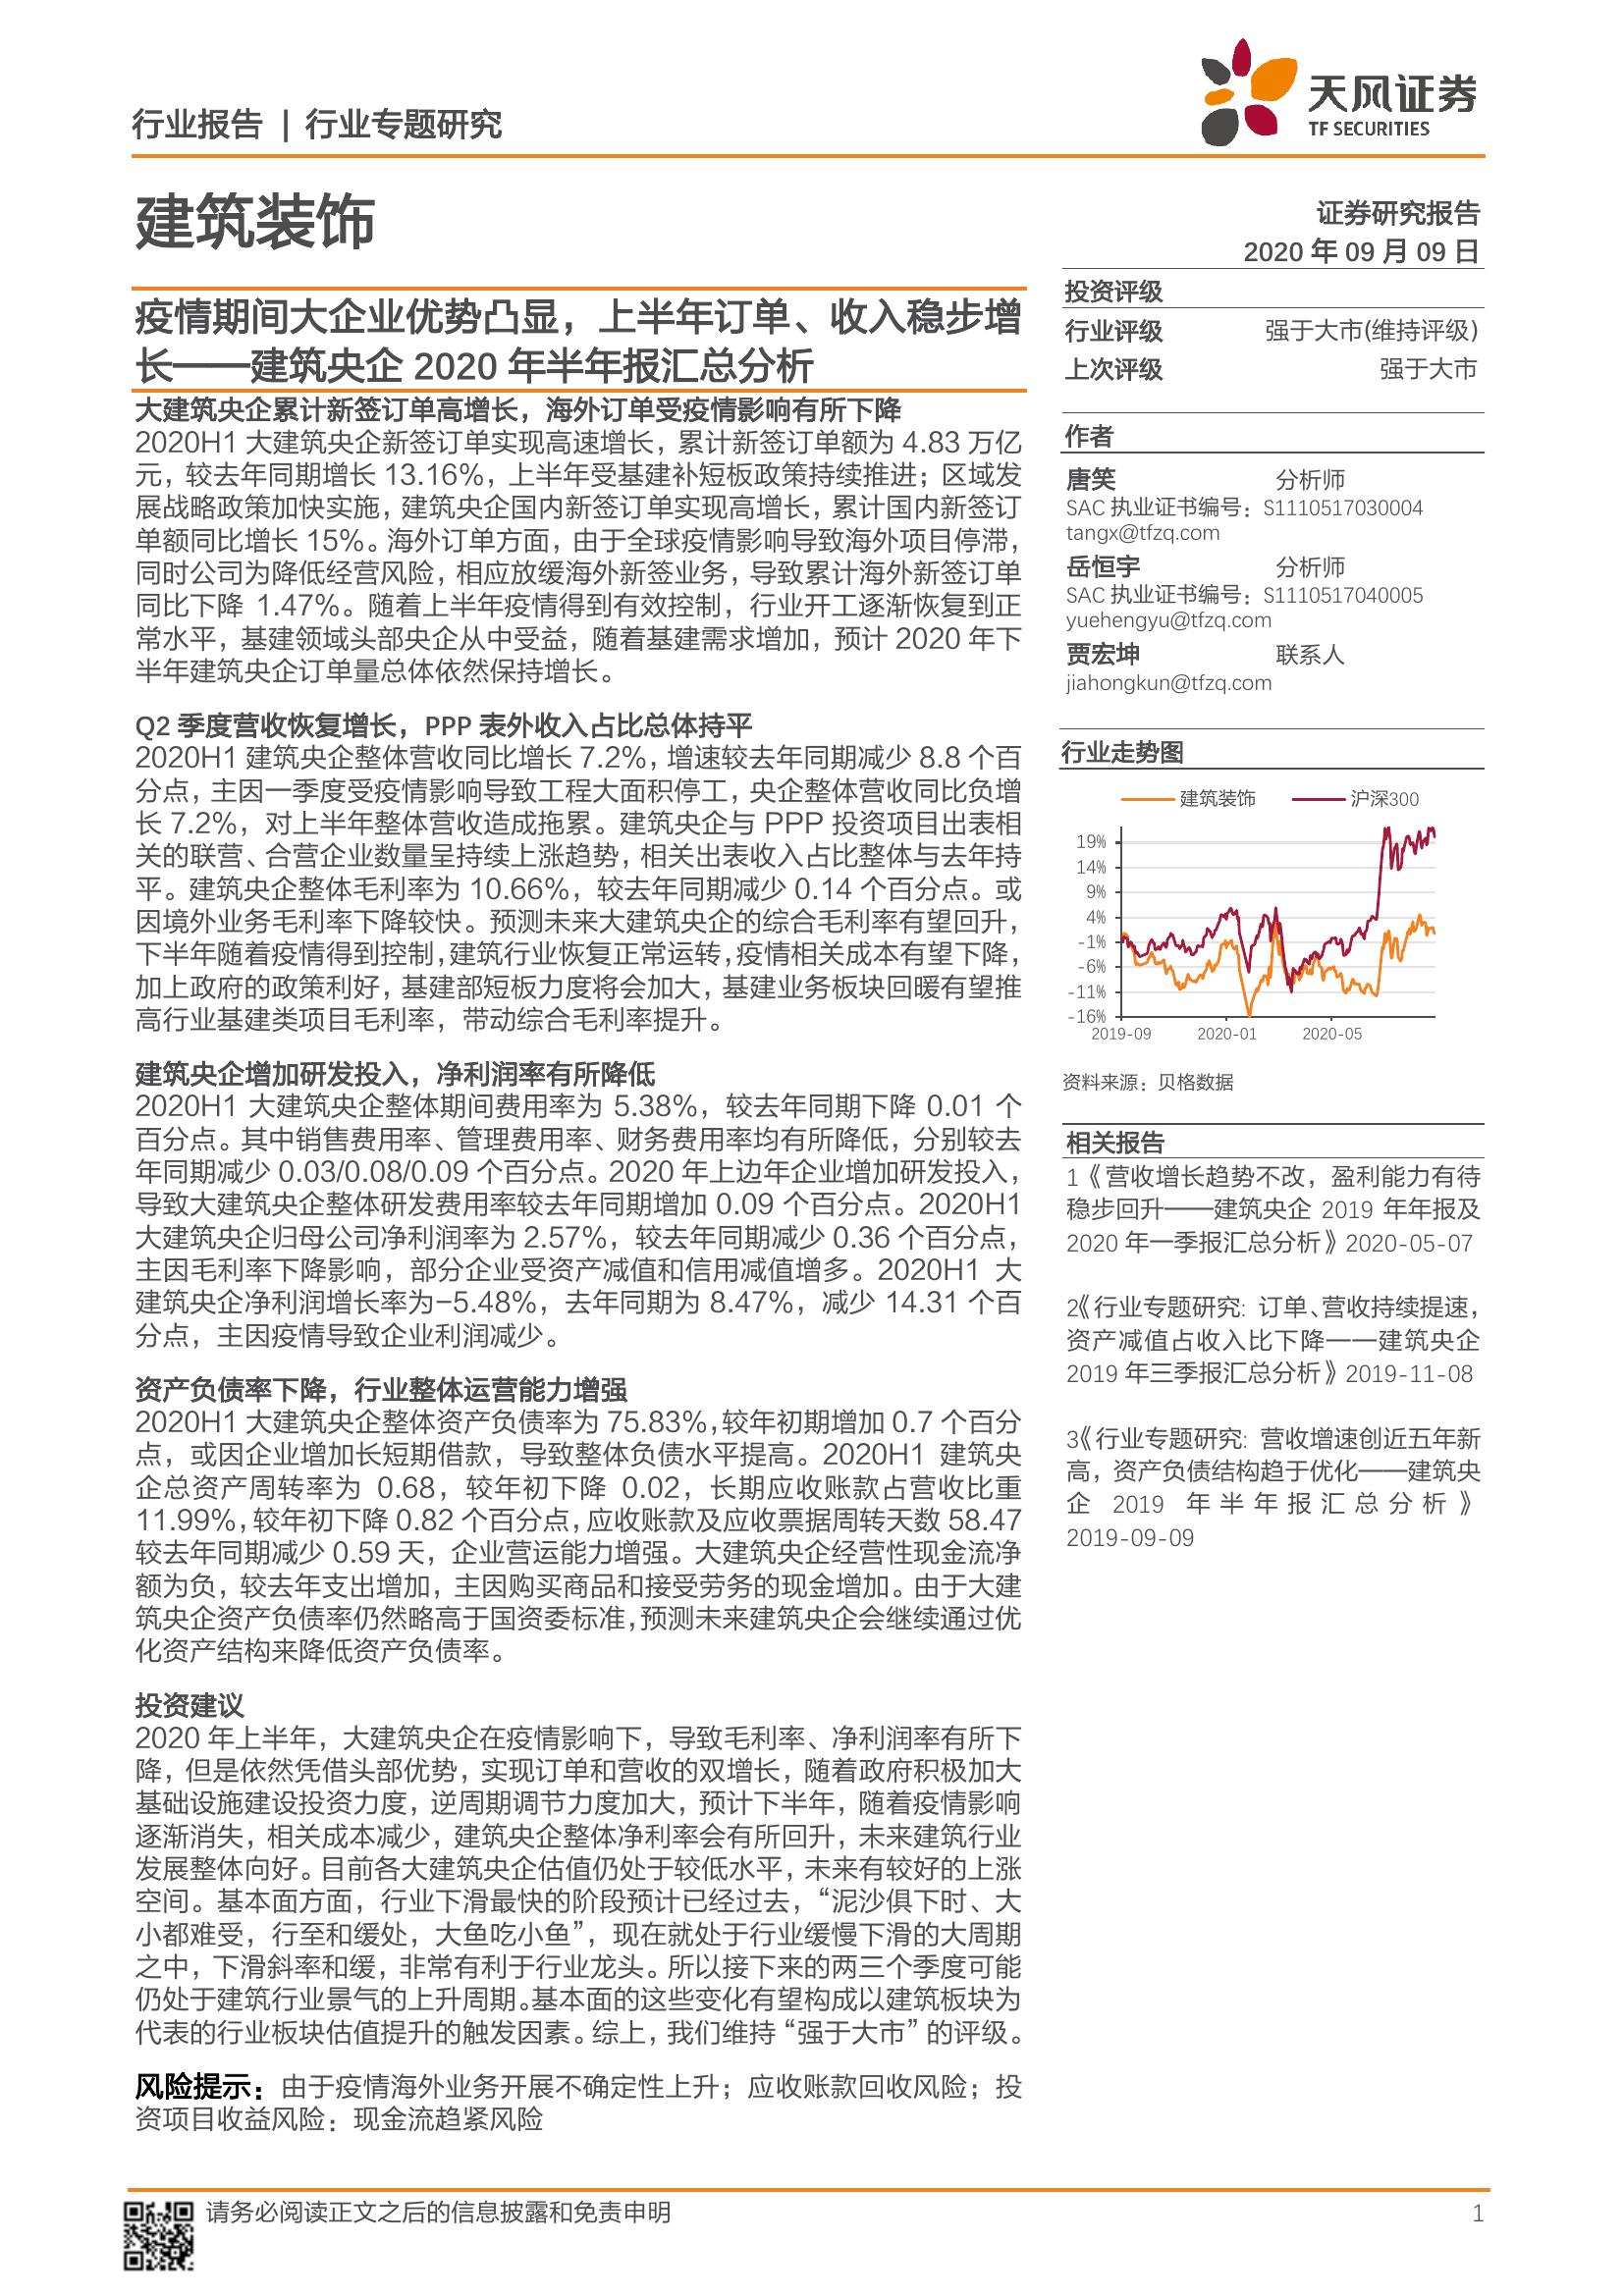 行业报告 | 行业专题研究
天风证券
TF SECURITIES
建筑装饰
证券研究报告
2020 年 09 月 09 日
疫情期间大企业优势凸显，上半年订单、收入稳步增
长——建筑央企 2020 年半年报汇总分析
大建筑央企累计新签订单高增长，海外订单受疫情影响有所下降
2020H1 大建筑央企新签订单实现高速增长，累计新签订单额为 4.83 万亿
元，较去年同期增长 13.16%，上半年受基建补短板政策持续推进；区域发
展战略政策加快实施，建筑央企国内新签订单实现高增长，累计国内新签订
单额同比增长 15%。海外订单方面，由于全球疫情影响导致海外项目停滞，
同时公司为降低经营风险，相应放缓海外新签业务，导致累计海外新签订单
同比下降 1.47%。随着上半年疫情得到有效控制，行业开工逐渐恢复到正
常水平，基建领域头部央企从中受益，随着基建需求增加，预计 2020 年下
半年建筑央企订单量总体依然保持增长。
Q2 季度营收恢复增长，PPP 表外收入占比总体持平
2020H1 建筑央企整体营收同比增长 7.2%，增速较去年同期减少 8.8 个百
分点，主因一季度受疫情影响导致工程大面积停工，央企整体营收同比负增
长 7.2%，对上半年整体营收造成拖累。建筑央企与 PPP 投资项目出表相
关的联营、合营企业数量呈持续上涨趋势，相关出表收入占比整体与去年持
平。建筑央企整体毛利率为 10.66%，较去年同期减少 0.14 个百分点。或
因境外业务毛利率下降较快。预测未来大建筑央企的综合毛利率有望回升，
下半年随着疫情得到控制，建筑行业恢复正常运转，疫情相关成本有望下降，
加上政府的政策利好，基建部短板力度将会加大，基建业务板块回暖有望推
高行业基建类项目毛利率，带动综合毛利率提升。
建筑央企增加研发投入，净利润率有所降低
2020H1 大建筑央企整体期间费用率为 5.38%，较去年同期下降 0.01 个
百分点。其中销售费用率、管理费用率、财务费用率均有所降低，分别较去
年同期减少 0.03/0.08/0.09 个百分点。2020 年上边年企业增加研发投入，
导致大建筑央企整体研发费用率较去年同期增加 0.09 个百分点。2020H1
大建筑央企归母公司净利润率为 2.57%，较去年同期减少 0.36 个百分点，
主因毛利率下降影响，部分企业受资产减值和信用减值增多。2020H1 大
建筑央企净利润增长率为-5.48%，去年同期为 8.47%，减少 14.31 个百
分点，主因疫情导致企业利润减少。
资产负债率下降，行业整体运营能力增强
2020H1 大建筑央企整体资产负债率为 75.83%，较年初期增加 0.7 个百分
点，或因企业增加长短期借款，导致整体负债水平提高。2020H1 建筑央
企总资产周转率为 0.68，较年初下降 0.02，长期应收账款占营收比重
11.99%，较年初下降 0.82 个百分点，应收账款及应收票据周转天数 58.47
较去年同期减少 0.59 天，企业营运能力增强。大建筑央企经营性现金流净
额为负，较去年支出增加，主因购买商品和接受劳务的现金增加。由于大建
筑央企资产负债率仍然略高于国资委标准，预测未来建筑央企会继续通过优
化资产结构来降低资产负债率。
投资建议
2020 年上半年，大建筑央企在疫情影响下，导致毛利率、净利润率有所下
降，但是依然凭借头部优势，实现订单和营收的双增长，随着政府积极加大
基础设施建设投资力度，逆周期调节力度加大，预计下半年，随着疫情影响
逐渐消失，相关成本减少，建筑央企整体净利率会有所回升，未来建筑行业
发展整体向好。目前各大建筑央企估值仍处于较低水平，未来有较好的上涨
空间。基本面方面，行业下滑最快的阶段预计已经过去，“泥沙俱下时、大
小都难受，行至和缓处，大鱼吃小鱼”，现在就处于行业缓慢下滑的大周期
之中，下滑斜率和缓，非常有利于行业龙头。所以接下来的两三个季度可能
仍处于建筑行业景气的上升周期。基本面的这些变化有望构成以建筑板块为
代表的行业板块估值提升的触发因素。综上，我们维持“强于大市”的评级。
风险提示：由于疫情海外业务开展不确定性上升；应收账款回收风险；投
资项目收益风险：现金流趋紧风险
投资评级
行业评级 强于大市(维持评级)
上次评级 强于大市
作者
唐笑 分析师
SAC 执业证书编号：S1110517030004
tangx@tfzq.com
岳恒宇 分析师
SAC 执业证书编号：S1110517040005
yuehengyu@tfzq.com
贾宏坤 联系人
jiahongkun@tfzq.com
行业走势图
建筑装饰 沪深300
19%
14%
9%
4%
-1%
-6%
-11%
-16%
2019-09 2020-01 2020-05
资料来源：贝格数据
相关报告
1《营收增长趋势不改，盈利能力有待
稳步回升——建筑央企 2019 年年报及
2020 年一季报汇总分析》2020-05-07
2《行业专题研究: 订单、营收持续提速，
资产减值占收入比下降——建筑央企
2019 年三季报汇总分析》2019-11-08
3《行业专题研究: 营收增速创近五年新
高，资产负债结构趋于优化——建筑央
企 2019 年半年报汇总分析》
2019-09-09
请务必阅读正文之后的信息披露和免责申明 1